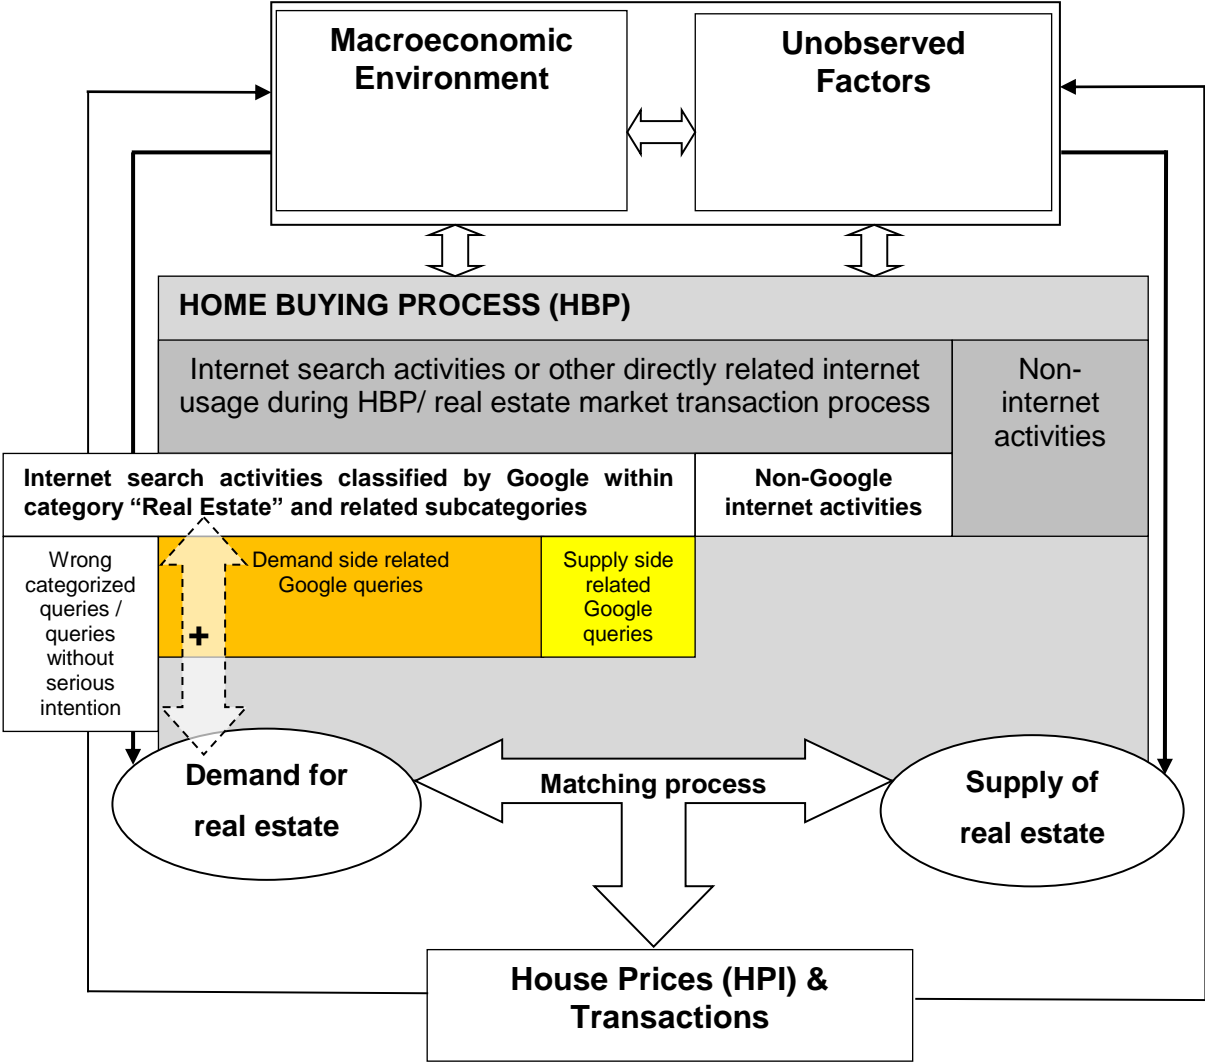 Macroeconomic
Environment
Unobserved
Factors
HOME BUYING PROCESS (HBP)
Internet search activities or other directly related internet
usage during HBP/ real estate market transaction process
Non-
internet
activities
Internet search activities classified by Google within
category “Real Estate” and related subcategories
Non-Google
internet activities
Wrong
categorized
queries /
queries
without
serious
intention
Demand side related
Google queries
+
Supply side
related
Google
queries
Demand for
real estate
Matching process
Supply of
real estate
House Prices (HPI) &
Transactions